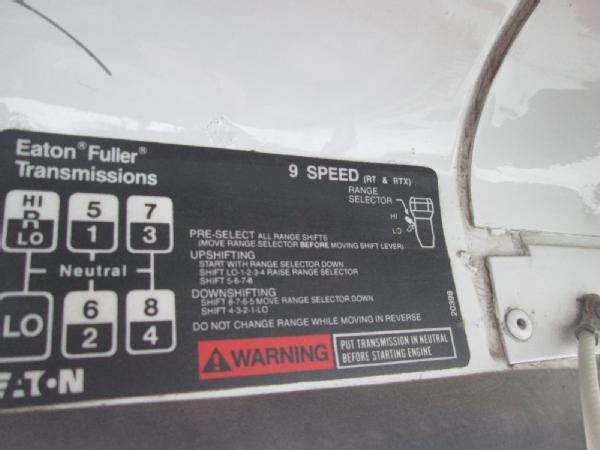 Eaton® Fuller®
Transmissions
9 SPEED (RT & RTX)
RANGE
SELECTOR
HI
LO
HI
R
LO
5
1
7
3
Neutral
LO
6
2
8
4
PRE-SELECT ALL RANGE SHIFTS
(MOVE RANGE SELECTOR BEFORE MOVING SHIFT LEVER)
UPSHIFTING
START WITH RANGE SELECTOR DOWN
SHIFT LO-1-2-3-4 RAISE RANGE SELECTOR
SHIFT 5-6-7-8
DOWNSHIFTING
SHIFT 8-7-6-5 MOVE RANGE SELECTOR DOWN
SHIFT 4-3-2-1-LO
DO NOT CHANGE RANGE WHILE MOVING IN REVERSE
20398
WARNING
PUT TRANSMISSION IN NEUTRAL
BEFORE STARTING ENGINE
EATON